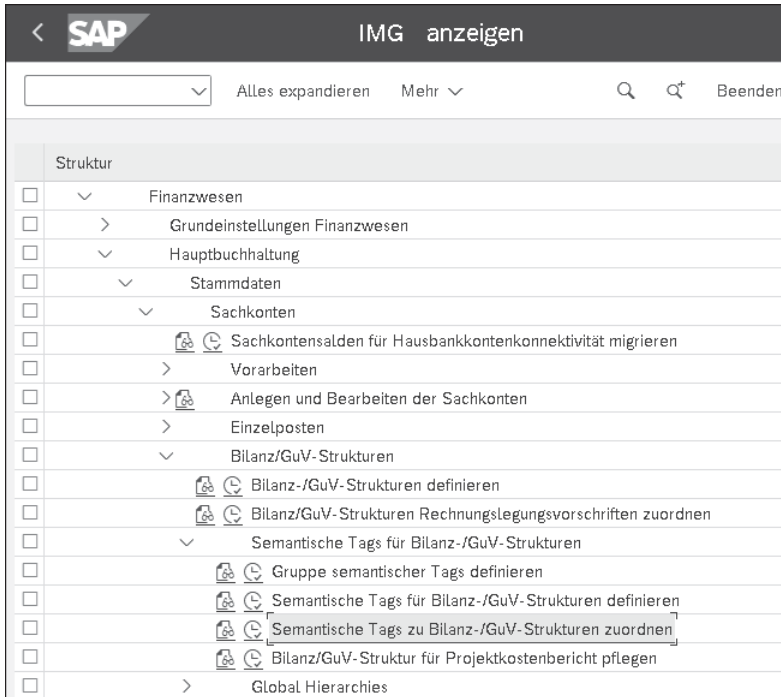 SAP
IMG anzeigen
Alles expandieren Mehr Beenden
Struktur
Finanzwesen
Grundeinstellungen Finanzwesen
Hauptbuchhaltung
Stammdaten
Sachkonten
Sachkontensalden für Hausbankkontenkonnektivität migrieren
Vorarbeiten
Anlegen und Bearbeiten der Sachkonten
Einzelposten
Bilanz/GuV-Strukturen
Bilanz-/GuV-Strukturen definieren
Bilanz/GuV-Strukturen Rechnungslegungsvorschriften zuordnen
Semantische Tags für Bilanz-/GuV-Strukturen
Gruppe semantischer Tags definieren
Semantische Tags für Bilanz-/GuV-Strukturen definieren
Semantische Tags zu Bilanz-/GuV-Strukturen zuordnen
Bilanz/GuV-Struktur für Projektkostenbericht pflegen
Global Hierarchies